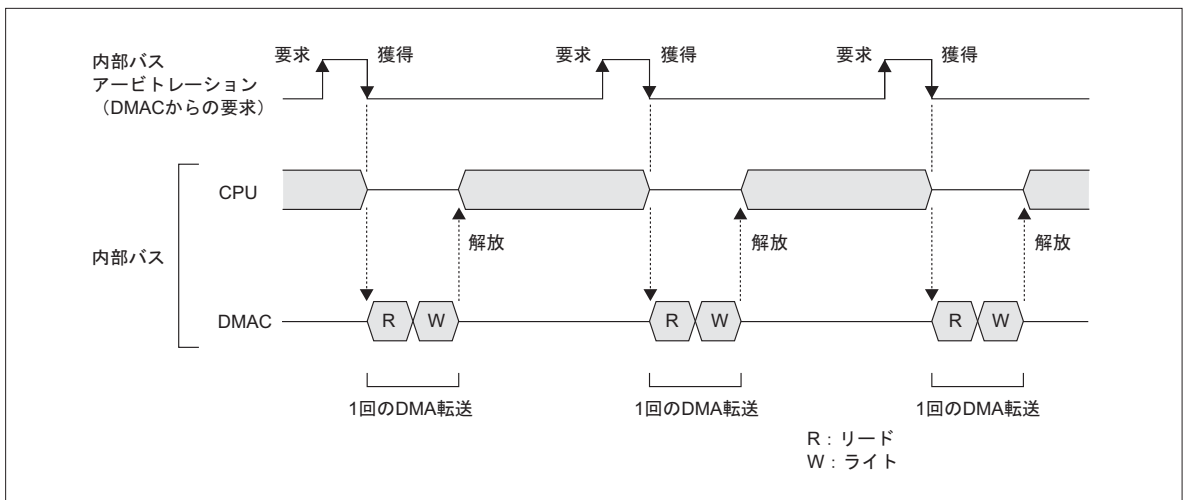 内部バス
アービトレーション
（DMACからの要求）
要求 獲得 要求 獲得 要求 獲得
内部バス
CPU
解放 解放 解放
DMAC R W R W R W
1回のDMA転送 1回のDMA転送 1回のDMA転送
R：リード
W：ライト